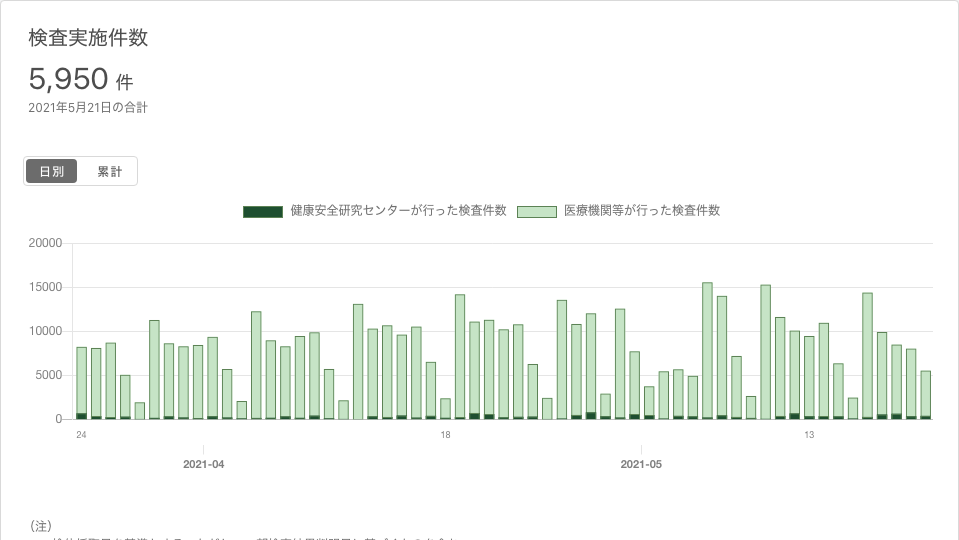 検査実施件数
5,950 件
2021年5月21日の合計
日別 累計
健康安全研究センターが行った検査件数 医療機関等が行った検査件数
20000
15000
10000
5000
0
24 18 13
2021-04 2021-05
（注）